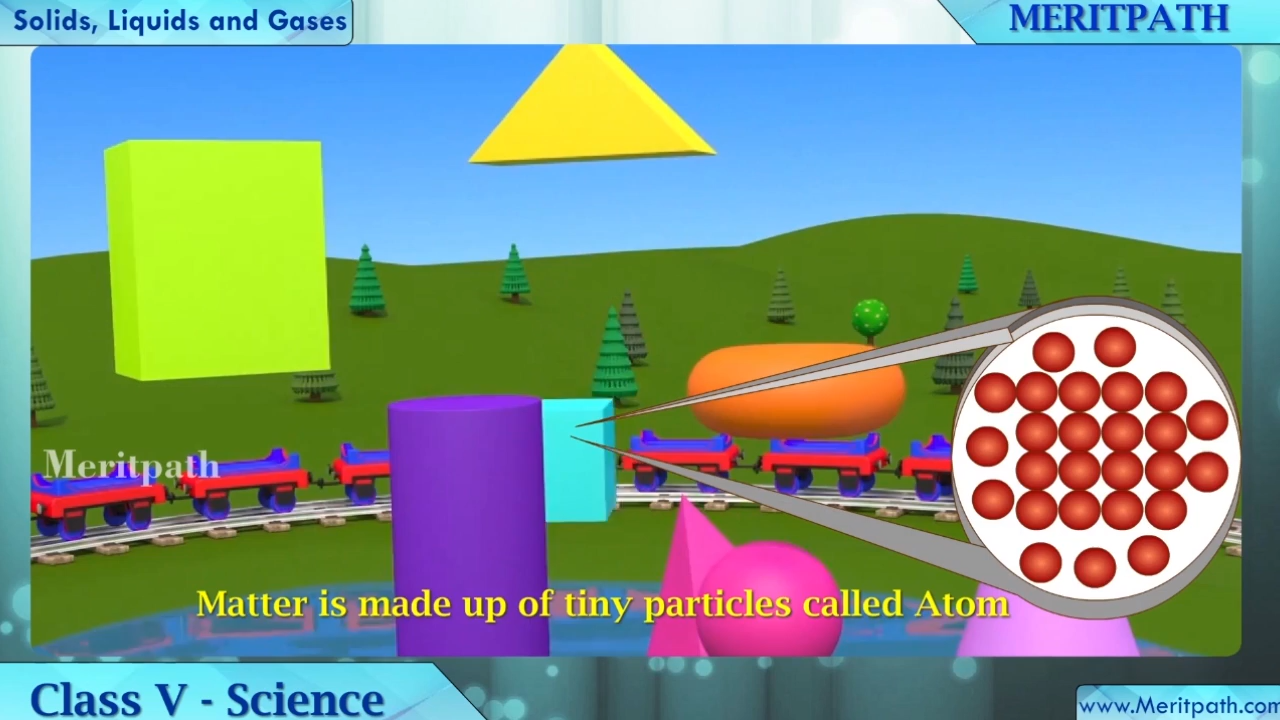 Solids, Liquids and Gases
MERITPATH
Meritpath
Matter is made up of tiny particles called Atom
Class V - Science
www.Meritpath.com